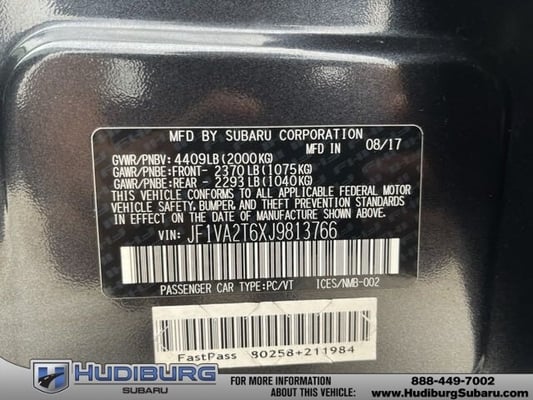 MFD BY SUBARU CORPORATION
MFD IN 08/17
GVWR/PNBV: 4409LB(2000KG)
GAWR/PNBE:FRONT- 2370LB(1075KG)
GAWR/PNBE:REAR - 2293LB(1040KG)
THIS VEHICLE CONFORMS TO ALL APPLICABLE FEDERAL MOTOR
VEHICLE SAFETY, BUMPER, AND THEFT PREVENTION STANDARDS
IN EFFECT ON THE DATE OF MANUFACTURE SHOWN ABOVE.
VIN: JF1VA2T6XJ9813766
PASSENGER CAR TYPE:PC/VT ICES/NMB-002
FastPass 80258+211984
HUDIBURG
SUBARU
FOR MORE INFORMATION
ABOUT THIS VEHICLE:
888-449-7002
www.HudiburgSubaru.com